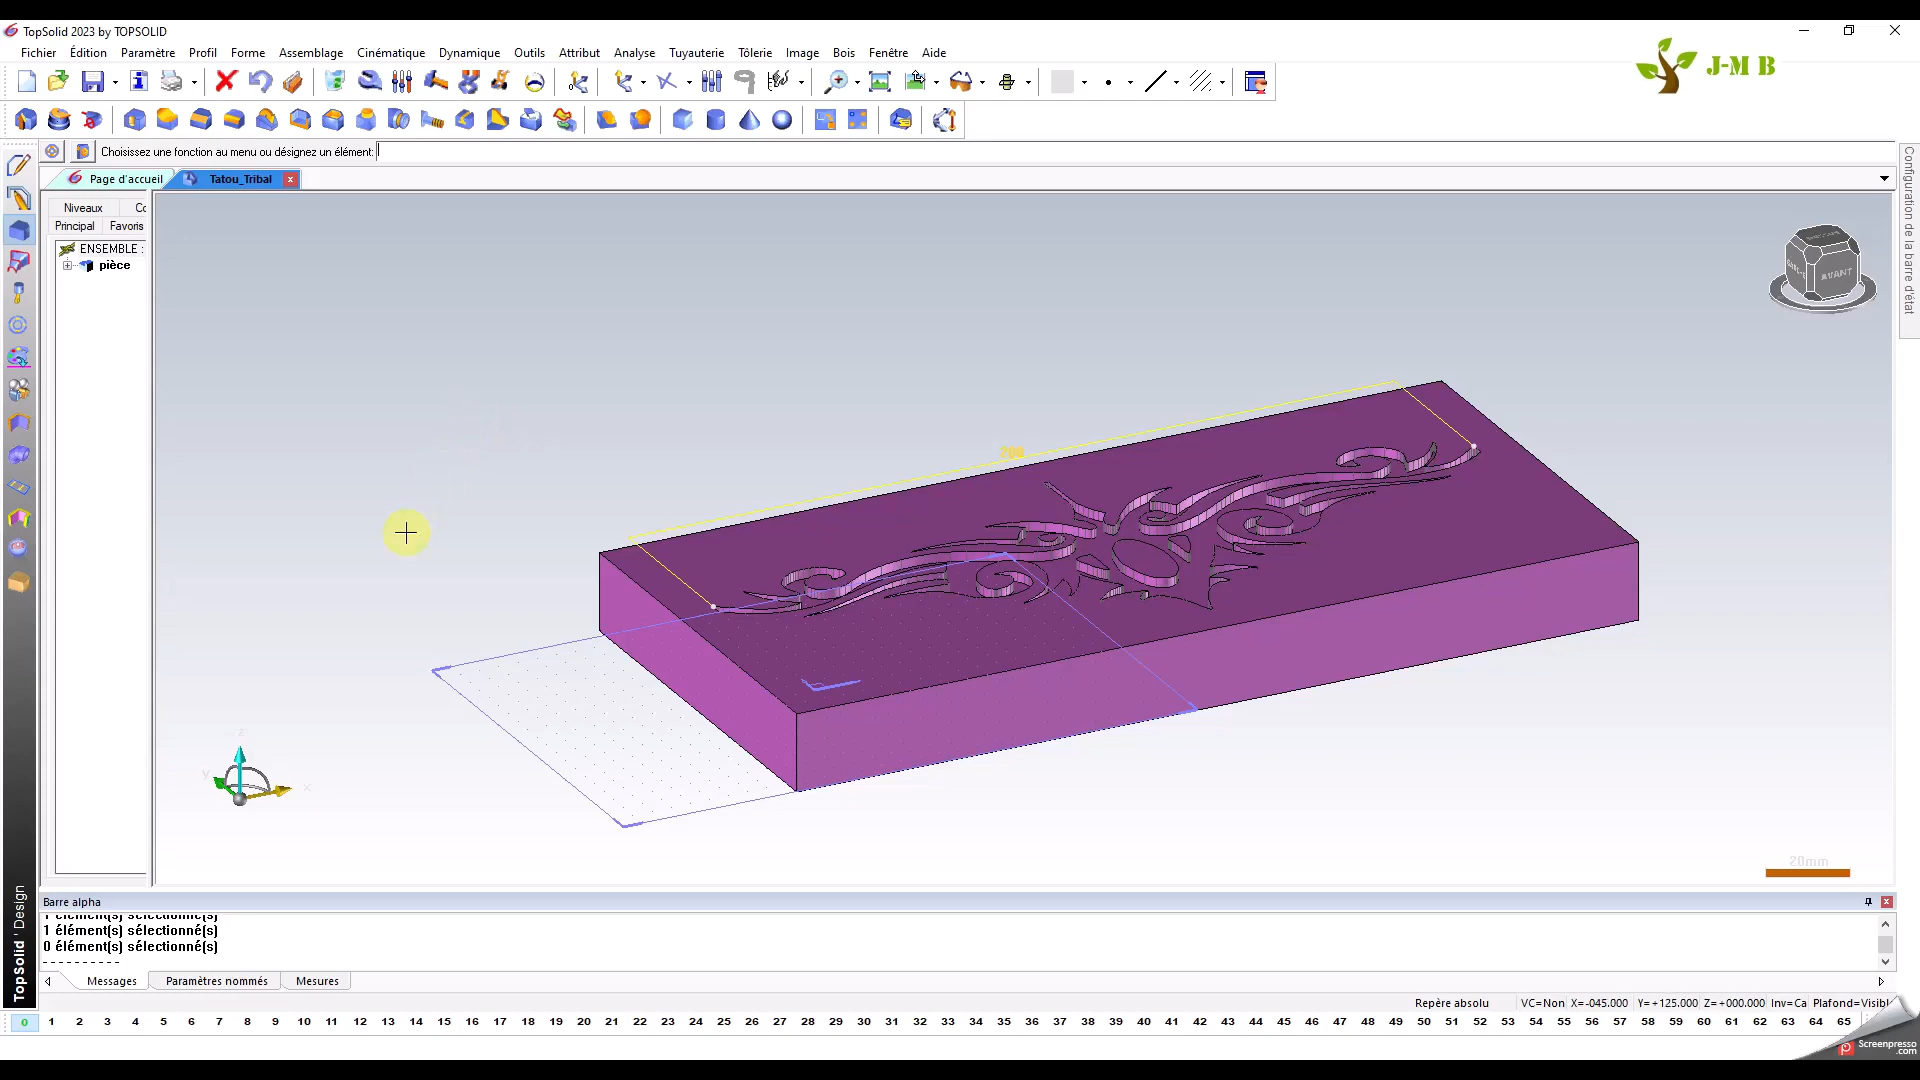 TopSolid 2023 by TOPSOLID
Fichier Édition Paramètre Profil Forme Assemblage Cinématique Dynamique Outils Attribut Analyse Tuyauterie Tôlerie Image Bois Fenêtre Aide
J-M B
Choisissez une fonction au menu ou désignez un élément:
Page d'accueil Tatou_Tribal
Niveaux Co
Principal Favoris
ENSEMBLE :
pièce
Configuration de la barre d'état
AVANT
200
Z
Y
X
20mm
TopSolid'Design
Barre alpha
1 élément(s) sélectionné(s)
1 élément(s) sélectionné(s)
0 élément(s) sélectionné(s)
----------
Messages Paramètres nommés Mesures
Repère absolu VC=Non X=-045.000 Y=+125.000 Z=+000.000 Inv=Ca Plafond=Visibl
0 1 2 3 4 5 6 7 8 9 10 11 12 13 14 15 16 17 18 19 20 21 22 23 24 25 26 27 28 29 30 31 32 33 34 35 36 37 38 39 40 41 42 43 44 45 46 47 48 49 50 51 52 53 54 55 56 57 58 59 60 61 62 63 64 65
Screenpresso
.com